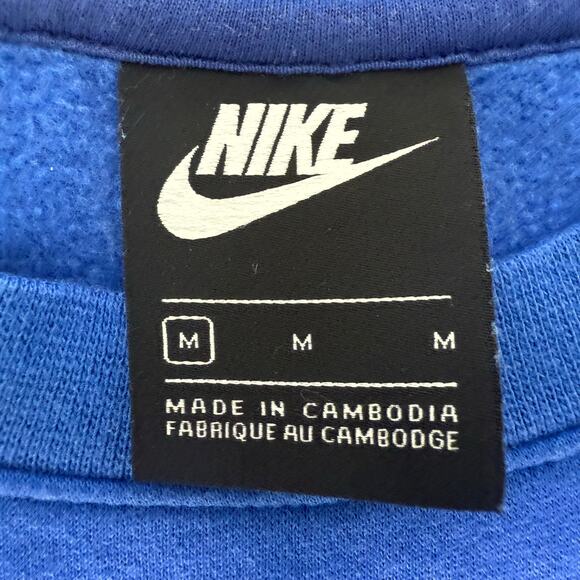 NIKE
M M M
MADE IN CAMBODIA
FABRIQUE AU CAMBODGE